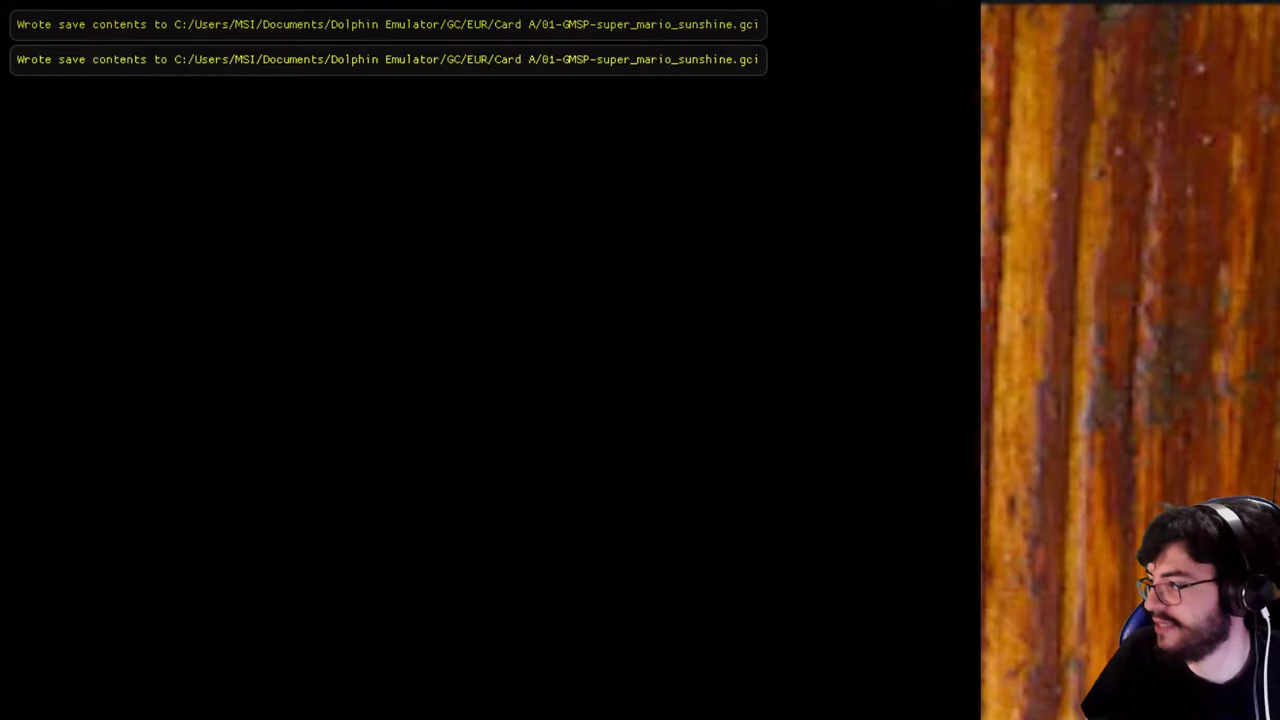 Wrote save contents to C:/Users/MSI/Documents/Dolphin Emulator/GC/EUR/Card A/01-GMSP-super_mario_sunshine.gci
Wrote save contents to C:/Users/MSI/Documents/Dolphin Emulator/GC/EUR/Card A/01-GMSP-super_mario_sunshine.gci